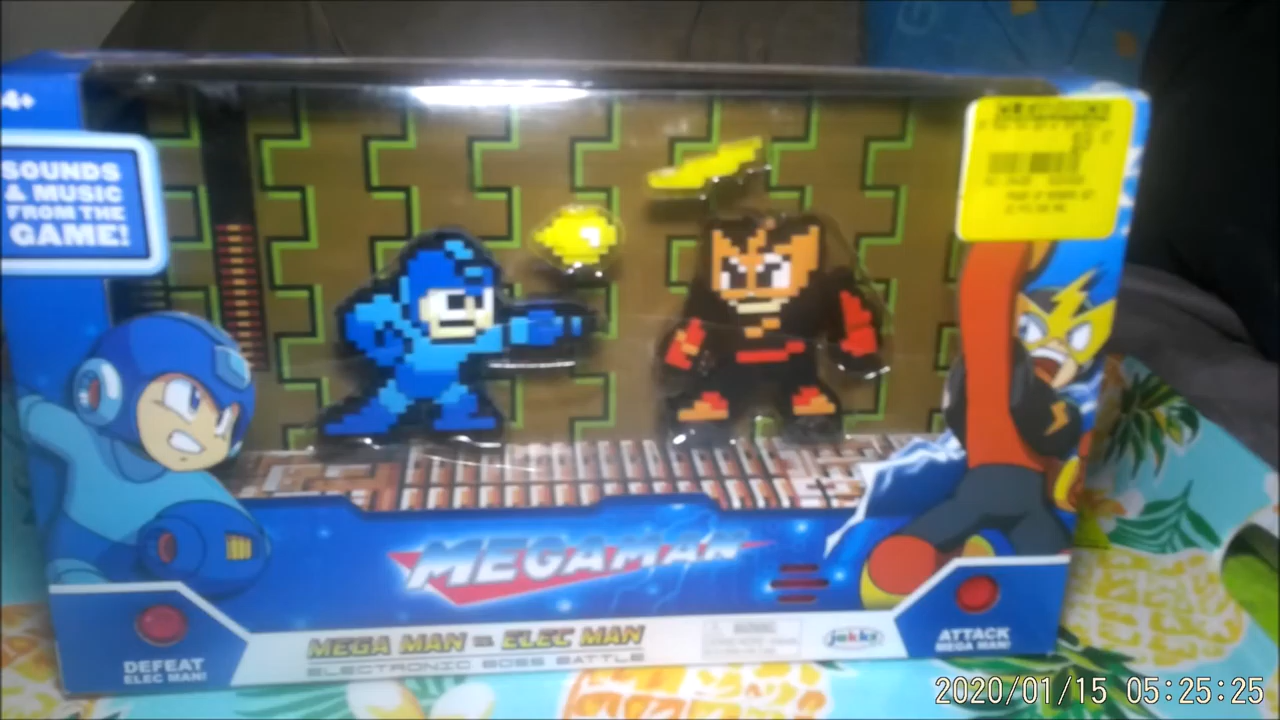 4+
SOUNDS
& MUSIC
FROM THE
GAME!
MEGAMAN
MEGA MAN VS. ELEC MAN
ELECTRONIC BOSS BATTLE
jakks
DEFEAT
ELEC MAN!
ATTACK
MEGA MAN!
2020/01/15 05:25:25